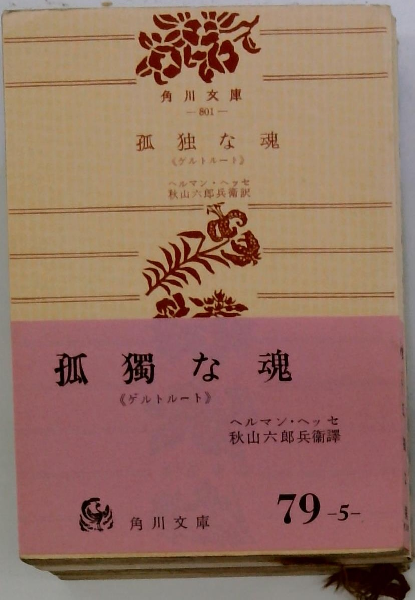 角川文庫
—801—
孤独な魂
《ゲルトルート》
ヘルマン・ヘッセ
秋山六郎兵衛訳
孤獨な魂
《ゲルトルート》
ヘルマン・ヘッセ
秋山六郎兵衞譯
角川文庫
79 -5-